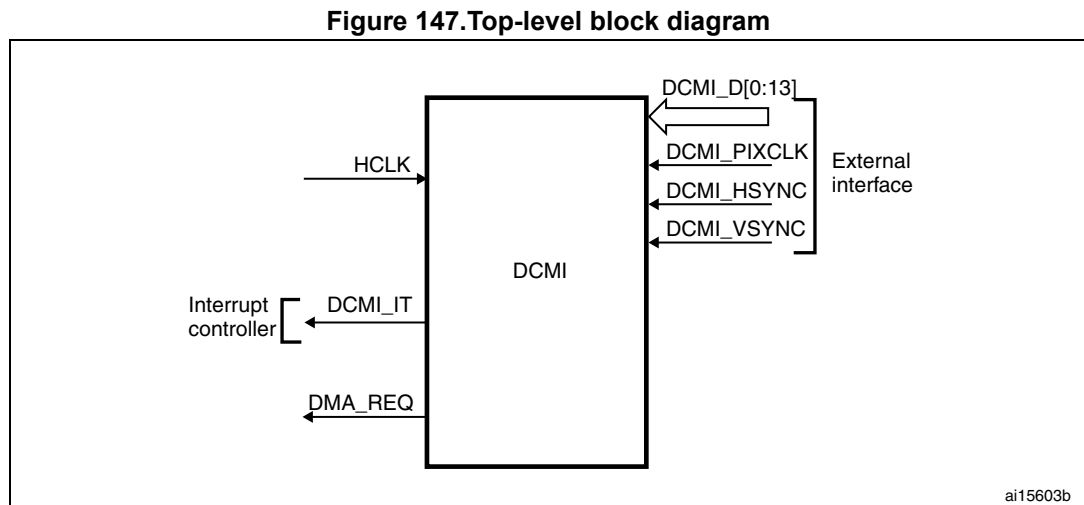 Figure 147.Top-level block diagram
DCMI_D[0:13]
DCMI_PIXCLK
External
interface
HCLK
DCMI_HSYNC
DCMI_VSYNC
DCMI
Interrupt
controller
DCMI_IT
DMA_REQ
ai15603b